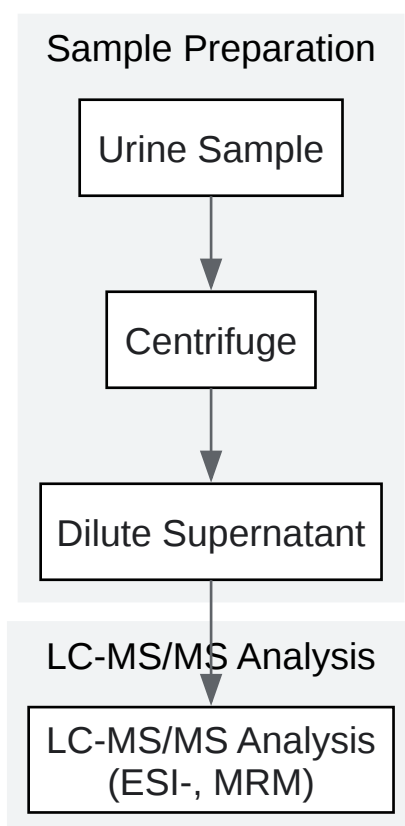 Sample Preparation
Urine Sample
Centrifuge
Dilute Supernatant
LC-MS/MS Analysis
LC-MS/MS Analysis
(ESI-, MRM)